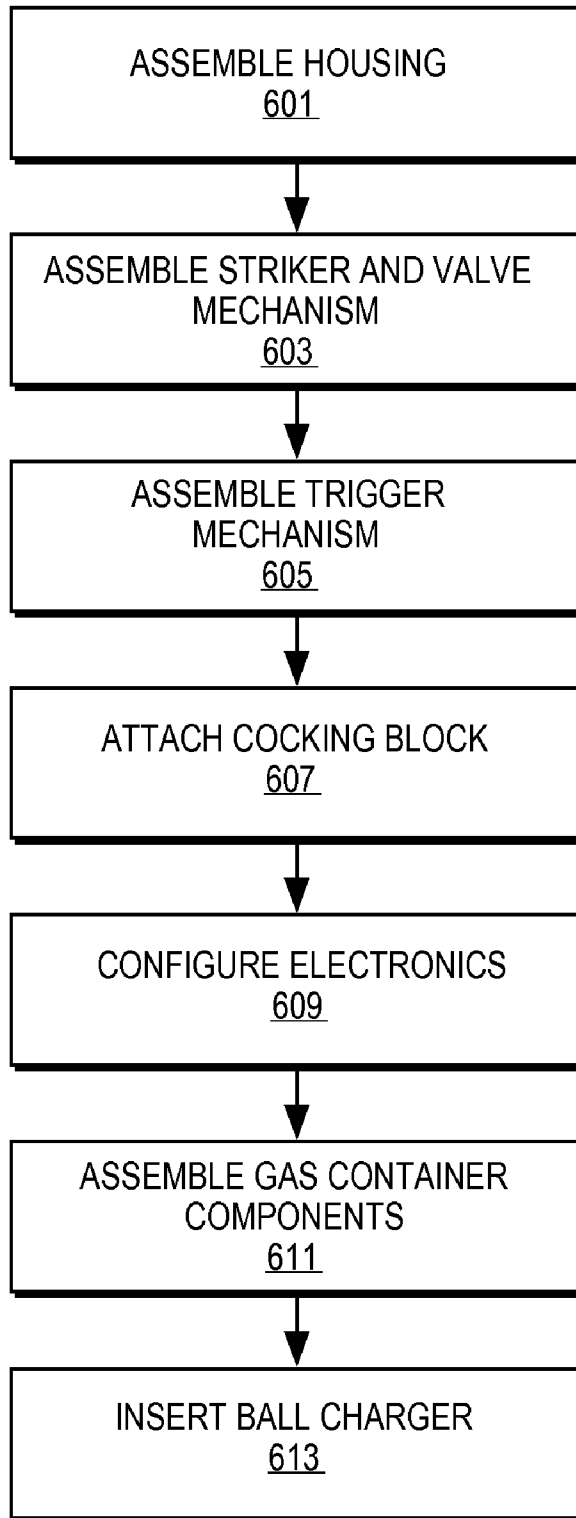 ASSEMBLE HOUSING
601
ASSEMBLE STRIKER AND VALVE
MECHANISM
603
ASSEMBLE TRIGGER
MECHANISM
605
ATTACH COCKING BLOCK
607
CONFIGURE ELECTRONICS
609
ASSEMBLE GAS CONTAINER
COMPONENTS
611
INSERT BALL CHARGER
613